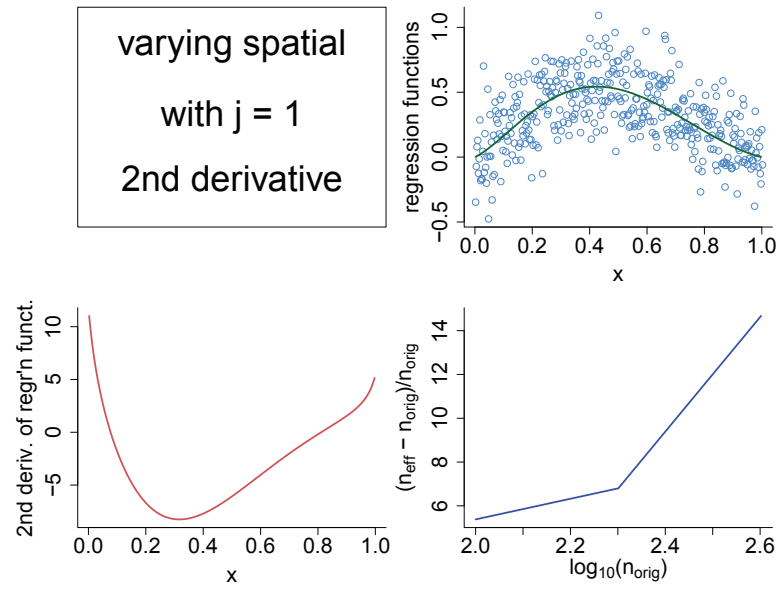 varying spatial
with j = 1
2nd derivative
regression functions
1.0
0.5
0.0
−0.5
0.0 0.2 0.4 0.6 0.8 1.0
x
2nd deriv. of regr'n funct.
10
5
0
−5
0.0 0.2 0.4 0.6 0.8 1.0
x
(n_eff − n_orig)/n_orig
14
12
10
8
6
2.0 2.2 2.4 2.6
log₁₀(n_orig)